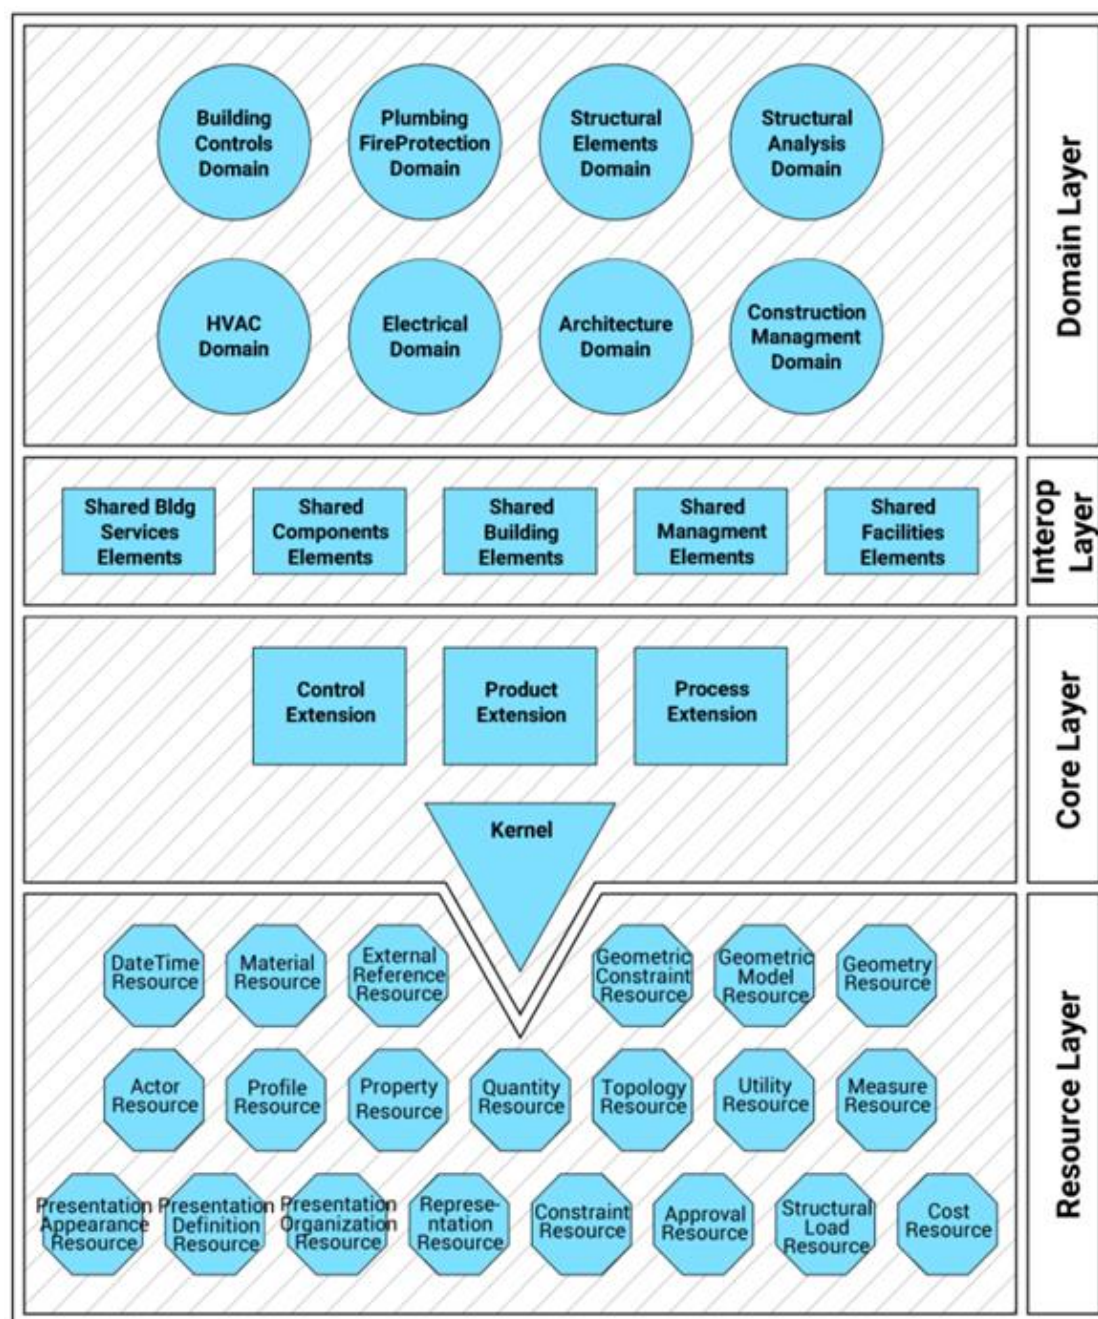 Building
Controls
Domain
Plumbing
FireProtection
Domain
Structural
Elements
Domain
Structural
Analysis
Domain
HVAC
Domain
Electrical
Domain
Architecture
Domain
Construction
Managment
Domain
Domain Layer
Shared Bldg
Services
Elements
Shared
Components
Elements
Shared
Building
Elements
Shared
Managment
Elements
Shared
Facilities
Elements
Interop
Layer
Control
Extension
Product
Extension
Process
Extension
Kernel
Core Layer
DateTime
Resource
Material
Resource
External
Reference
Resource
Geometric
Constraint
Resource
Geometric
Model
Resource
Geometry
Resource
Actor
Resource
Profile
Resource
Property
Resource
Quantity
Resource
Topology
Resource
Utility
Resource
Measure
Resource
Presentation
Appearance
Resource
Presentation
Definition
Resource
Presentation
Organization
Resource
Represe-
ntation
Resource
Constraint
Resource
Approval
Resource
Structural
Load
Resource
Cost
Resource
Resource Layer